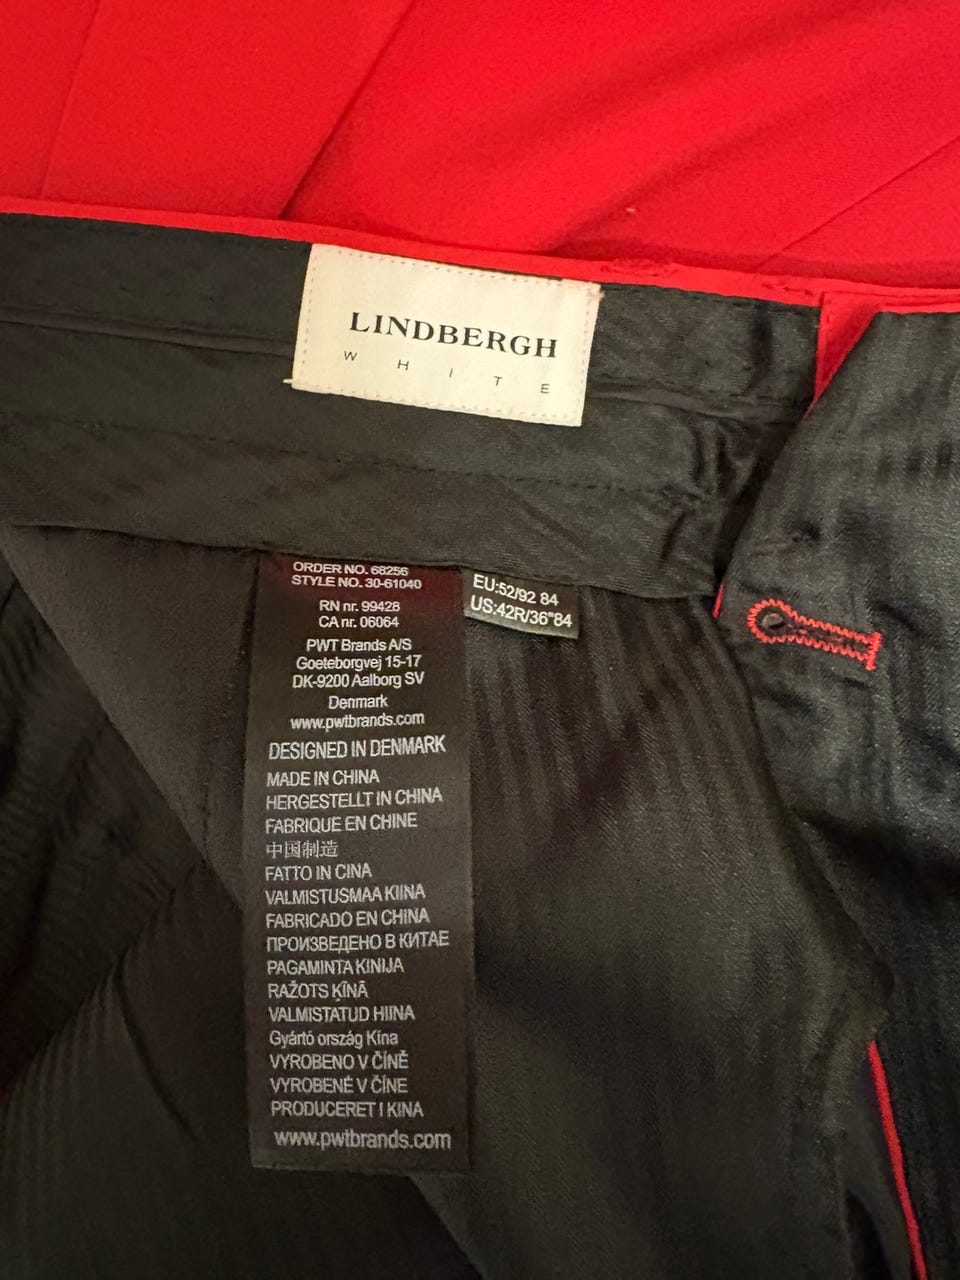 LINDBERGH
WHITE
ORDER NO. 68256
STYLE NO. 30-61040
RN nr. 99428
CA nr. 06064
PWT Brands A/S
Goeteborgvej 15-17
DK-9200 Aalborg SV
Denmark
www.pwtbrands.com
DESIGNED IN DENMARK
MADE IN CHINA
HERGESTELLT IN CHINA
FABRIQUE EN CHINE
中国制造
FATTO IN CINA
VALMISTUSMAA KIINA
FABRICADO EN CHINA
ПРОИЗВЕДЕНО В КИТАЕ
PAGAMINTA KINIJA
RAŽOTS ĶĪNĀ
VALMISTATUD HIINA
Gyártó ország Kína
VYROBENO V ČÍNĚ
VYROBENÉ V ČÍNE
PRODUCERET I KINA
www.pwtbrands.com
EU:52/92 84
US:42R/36"84